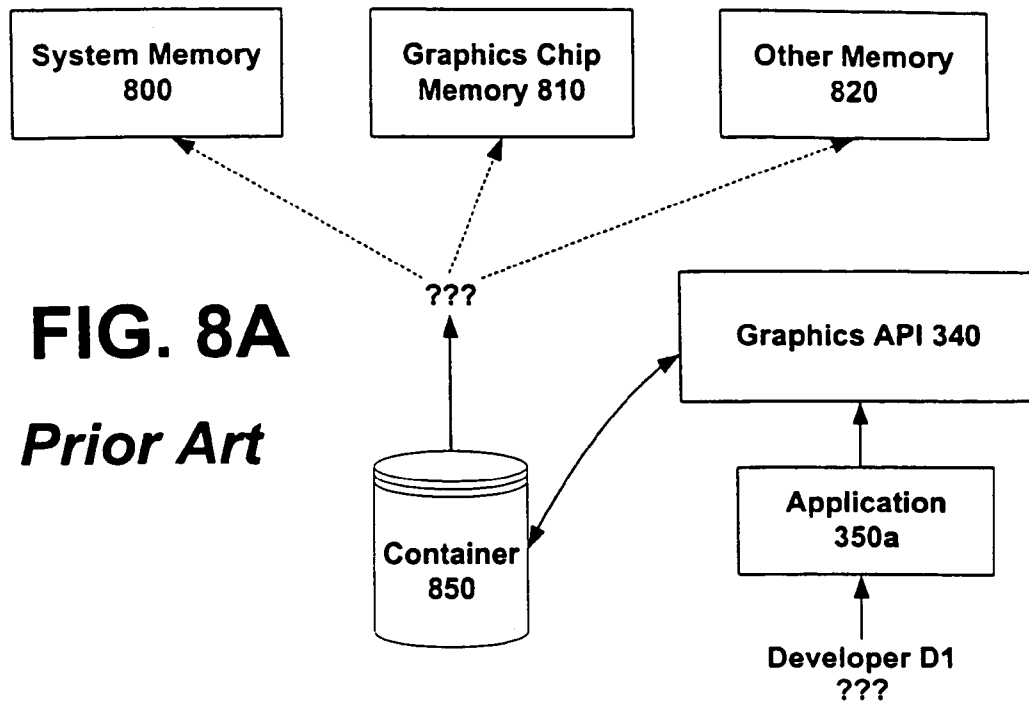 System Memory
800
Graphics Chip
Memory 810
Other Memory
820
???
FIG. 8A
Prior Art
Graphics API 340
Container
850
Application
350a
Developer D1
???